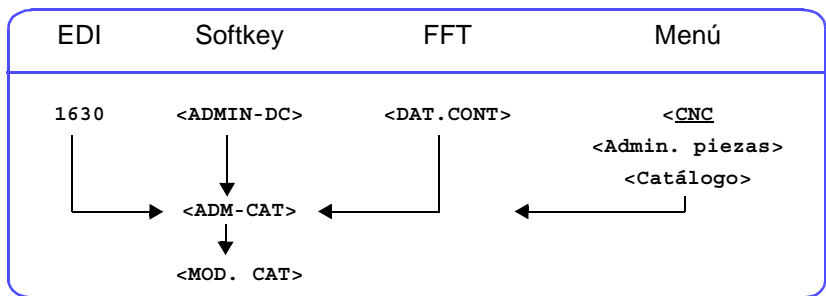 EDI Softkey FFT Menú
1630 <ADMIN-DC> <DAT.CONT> <CNC
<Admin. piezas>
<Catálogo>
<ADM-CAT>
<MOD. CAT>